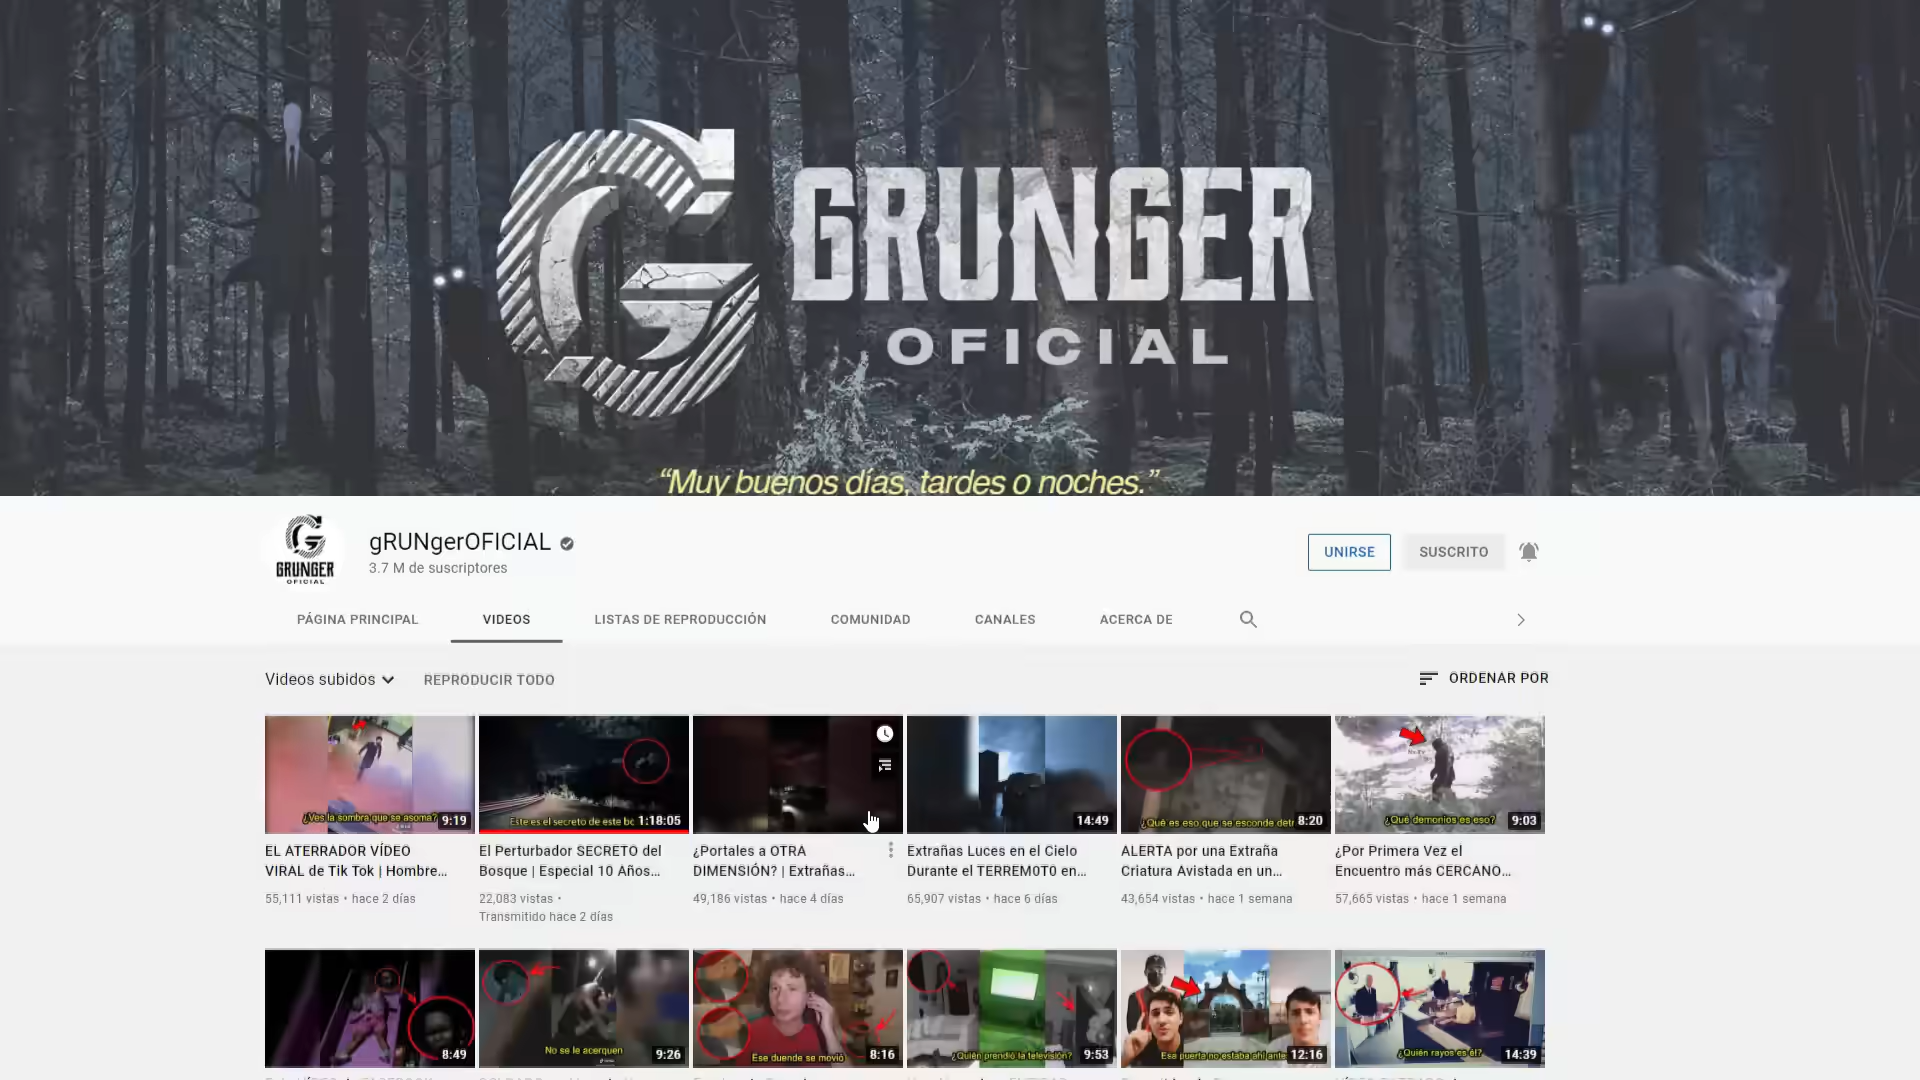 GRUNGER
OFICIAL
“Muy buenos días, tardes o noches.”
gRUNgerOFICIAL
3.7 M de suscriptores
GRUNGER
OFICIAL
UNIRSE
SUSCRITO
PÁGINA PRINCIPAL
VIDEOS
LISTAS DE REPRODUCCIÓN
COMUNIDAD
CANALES
ACERCA DE
Videos subidos
REPRODUCIR TODO
ORDENAR POR
¿Ves la sombra que se asoma?
9:19
Este es el secreto de este bo
1:18:05
14:49
¿Qué es eso que se esconde detr
8:20
¿Qué demonios es eso?
9:03
EL ATERRADOR VÍDEO
VIRAL de Tik Tok | Hombre...
55,111 vistas • hace 2 días
El Perturbador SECRETO del
Bosque | Especial 10 Años...
22,083 vistas •
Transmitido hace 2 días
¿Portales a OTRA
DIMENSIÓN? | Extrañas...
49,186 vistas • hace 4 días
Extrañas Luces en el Cielo
Durante el TERREM0T0 en...
65,907 vistas • hace 6 días
ALERTA por una Extraña
Criatura Avistada en un...
43,654 vistas • hace 1 semana
¿Por Primera Vez el
Encuentro más CERCANO...
57,665 vistas • hace 1 semana
8:49
No se le acerquen
9:26
Ese duende se movió
8:16
¿Quién prendió la televisión?
9:53
Esa puerta no estaba ahí ante
12:16
¿Quién rayos es él?
14:39